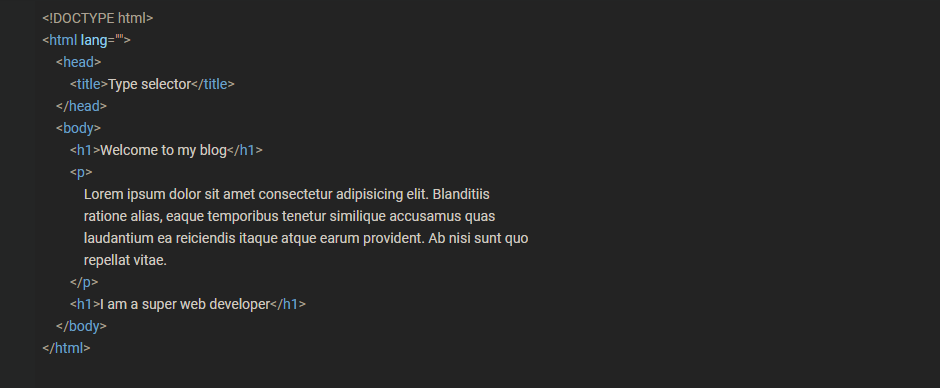 <!DOCTYPE html>
<html lang="">
<head>
<title>Type selector</title>
</head>
<body>
<h1>Welcome to my blog</h1>
<p>
Lorem ipsum dolor sit amet consectetur adipisicing elit. Blanditiis
ratione alias, eaque temporibus tenetur similique accusamus quas
laudantium ea reiciendis itaque atque earum provident. Ab nisi sunt quo
repellat vitae.
</p>
<h1>I am a super web developer</h1>
</body>
</html>